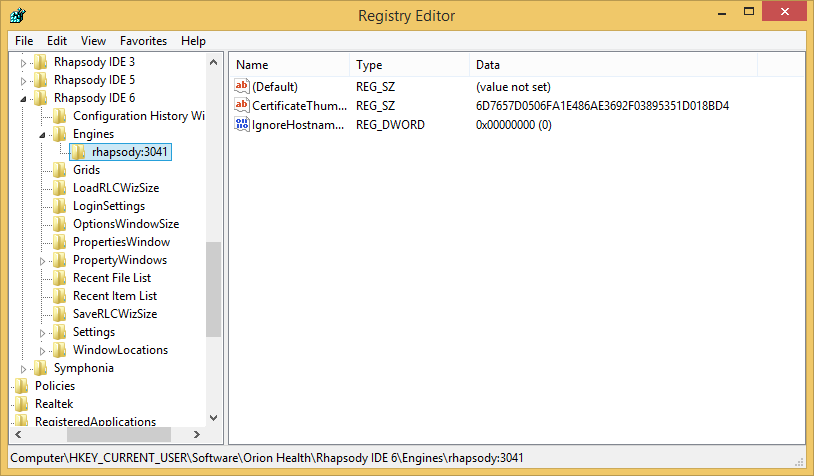 Registry Editor
File Edit View Favorites Help
Rhapsody IDE 3
Rhapsody IDE 5
Rhapsody IDE 6
Configuration History Wi
Engines
rhapsody:3041
Grids
LoadRLCWizSize
LoginSettings
OptionsWindowSize
PropertiesWindow
PropertyWindows
Recent File List
Recent Item List
SaveRLCWizSize
Settings
WindowLocations
Symphonia
Policies
Realtek
RegisteredApplications
Name Type Data
ab (Default) REG_SZ (value not set)
ab CertificateThum... REG_SZ 6D7657D0506FA1E486AE3692F03895351D018BD4
IgnoreHostnam... REG_DWORD 0x00000000 (0)
Computer\HKEY_CURRENT_USER\Software\Orion Health\Rhapsody IDE 6\Engines\rhapsody:3041